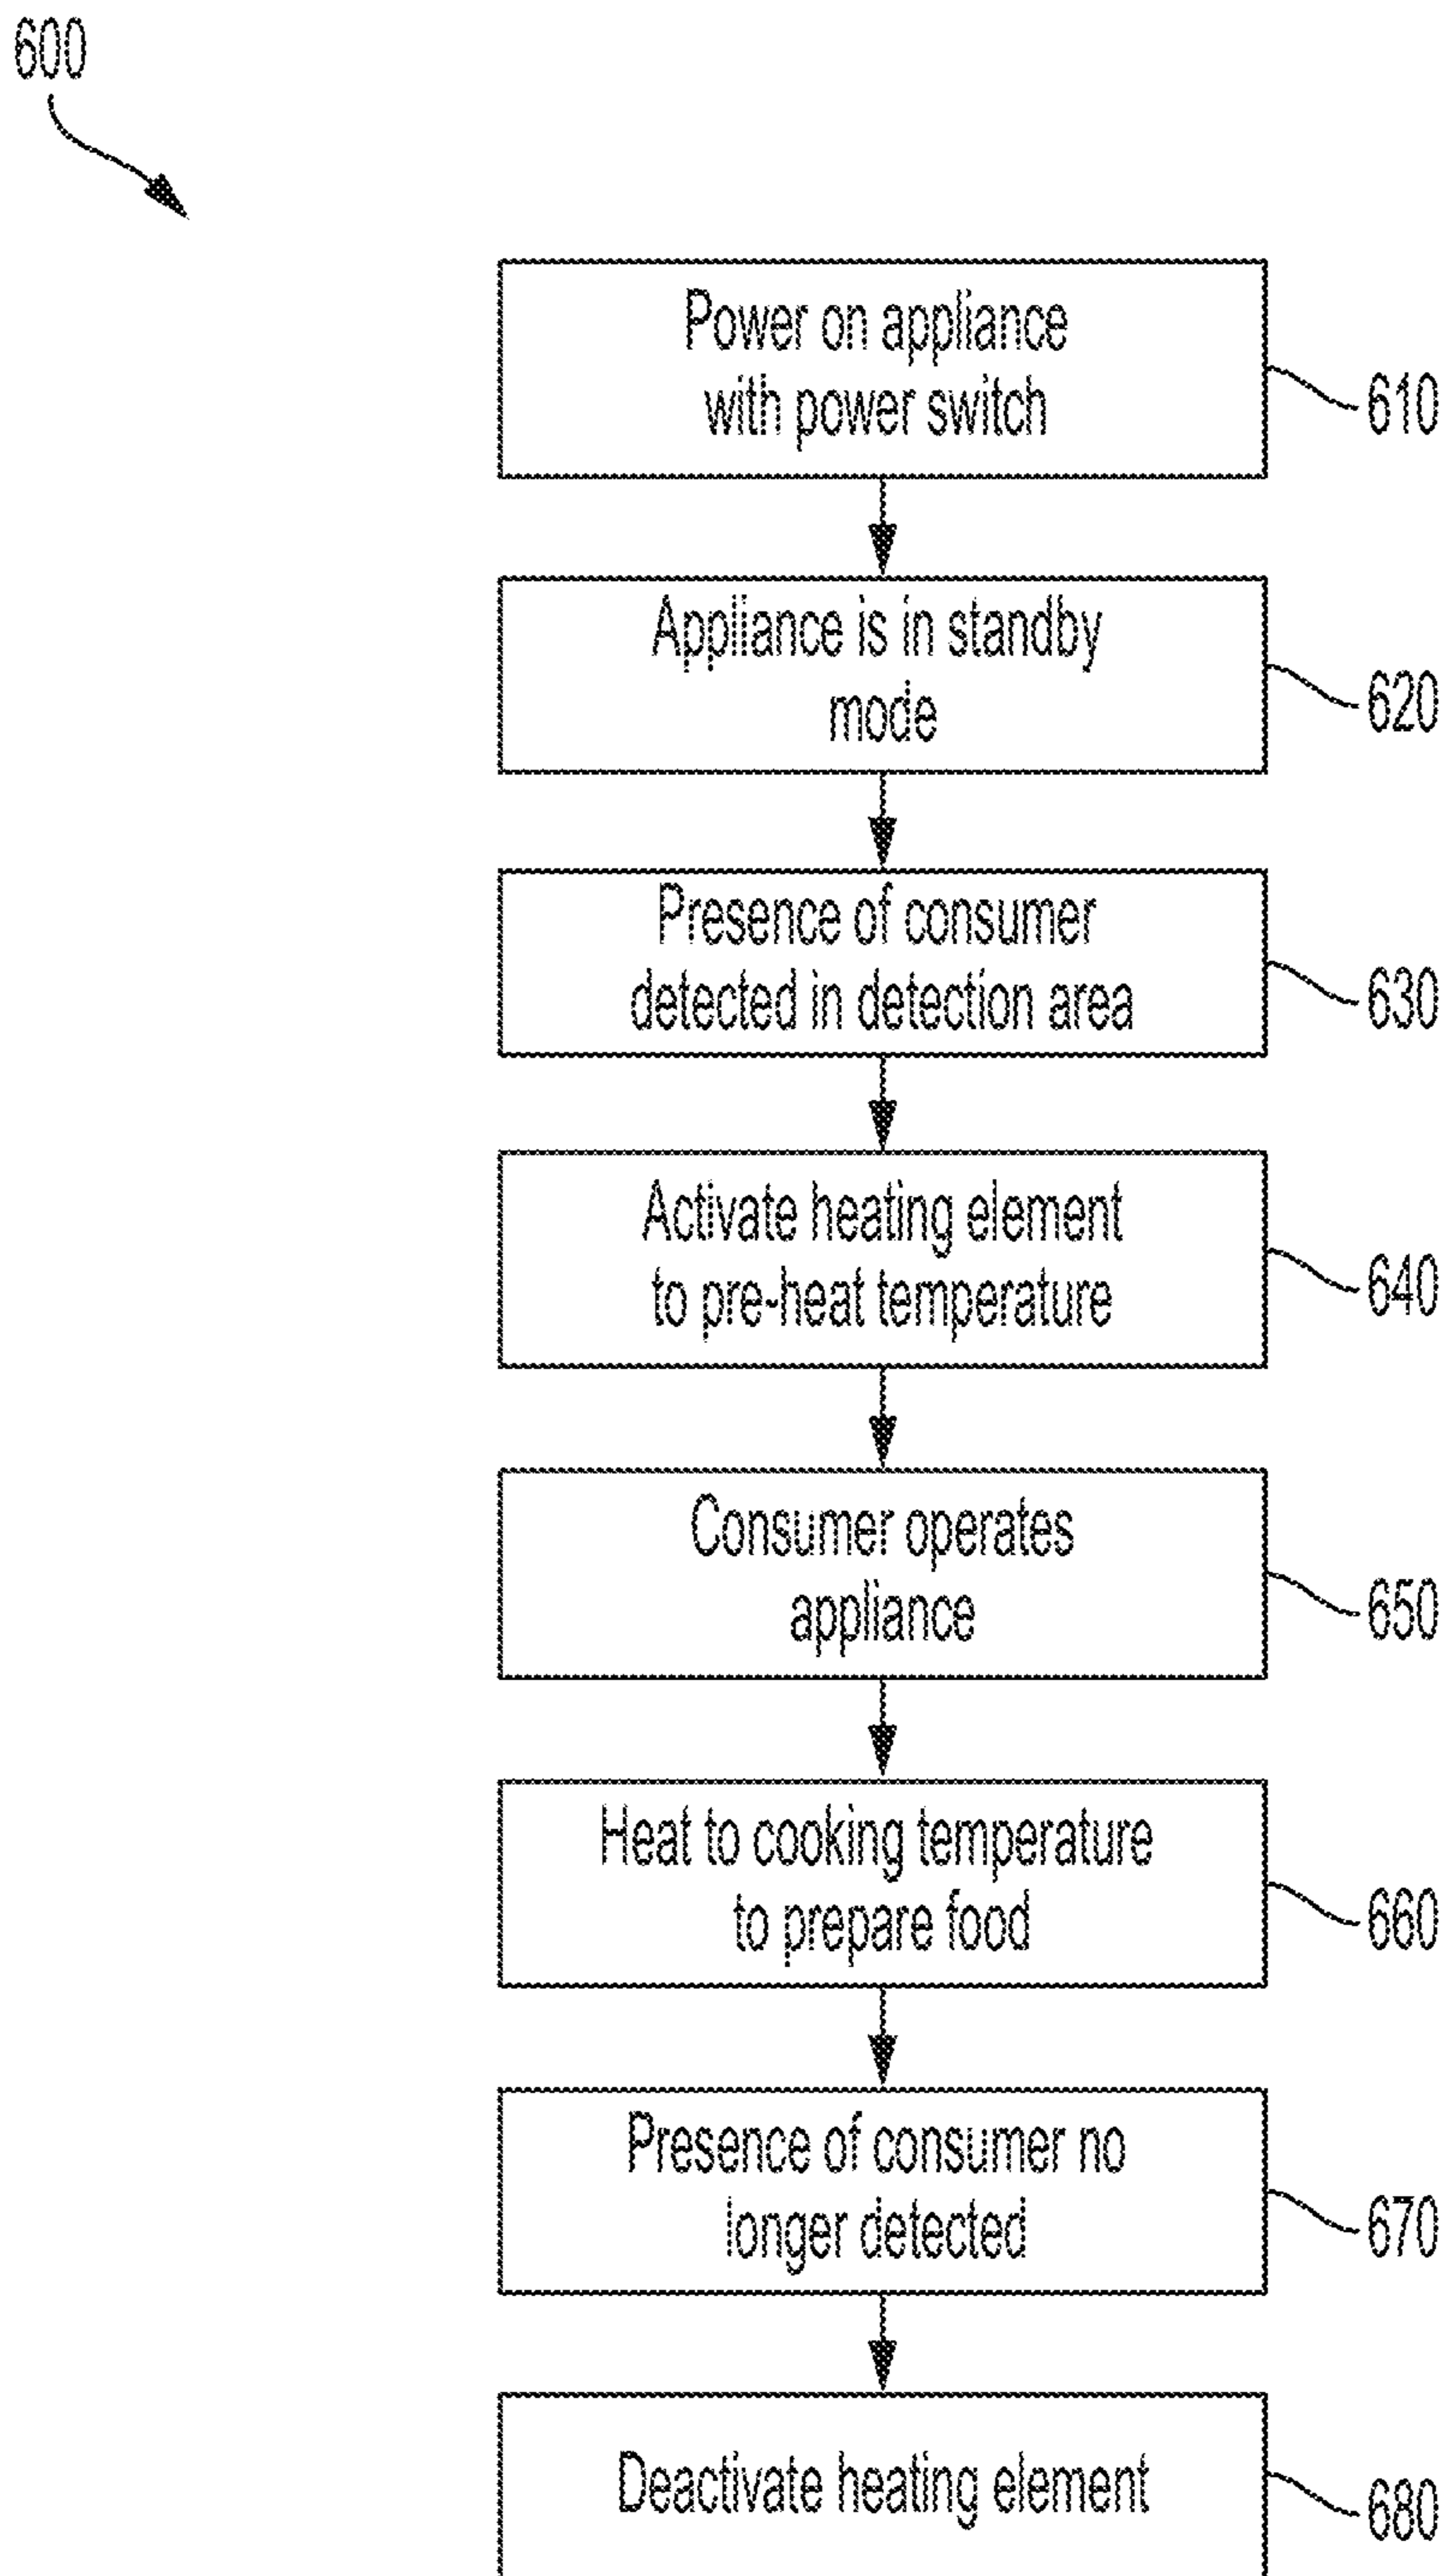 600
Power on appliance
with power switch
610
Appliance is in standby
mode
620
Presence of consumer
detected in detection area
630
Activate heating element
to pre-heat temperature
640
Consumer operates
appliance
650
Heat to cooking temperature
to prepare food
660
Presence of consumer no
longer detected
670
Deactivate heating element
680